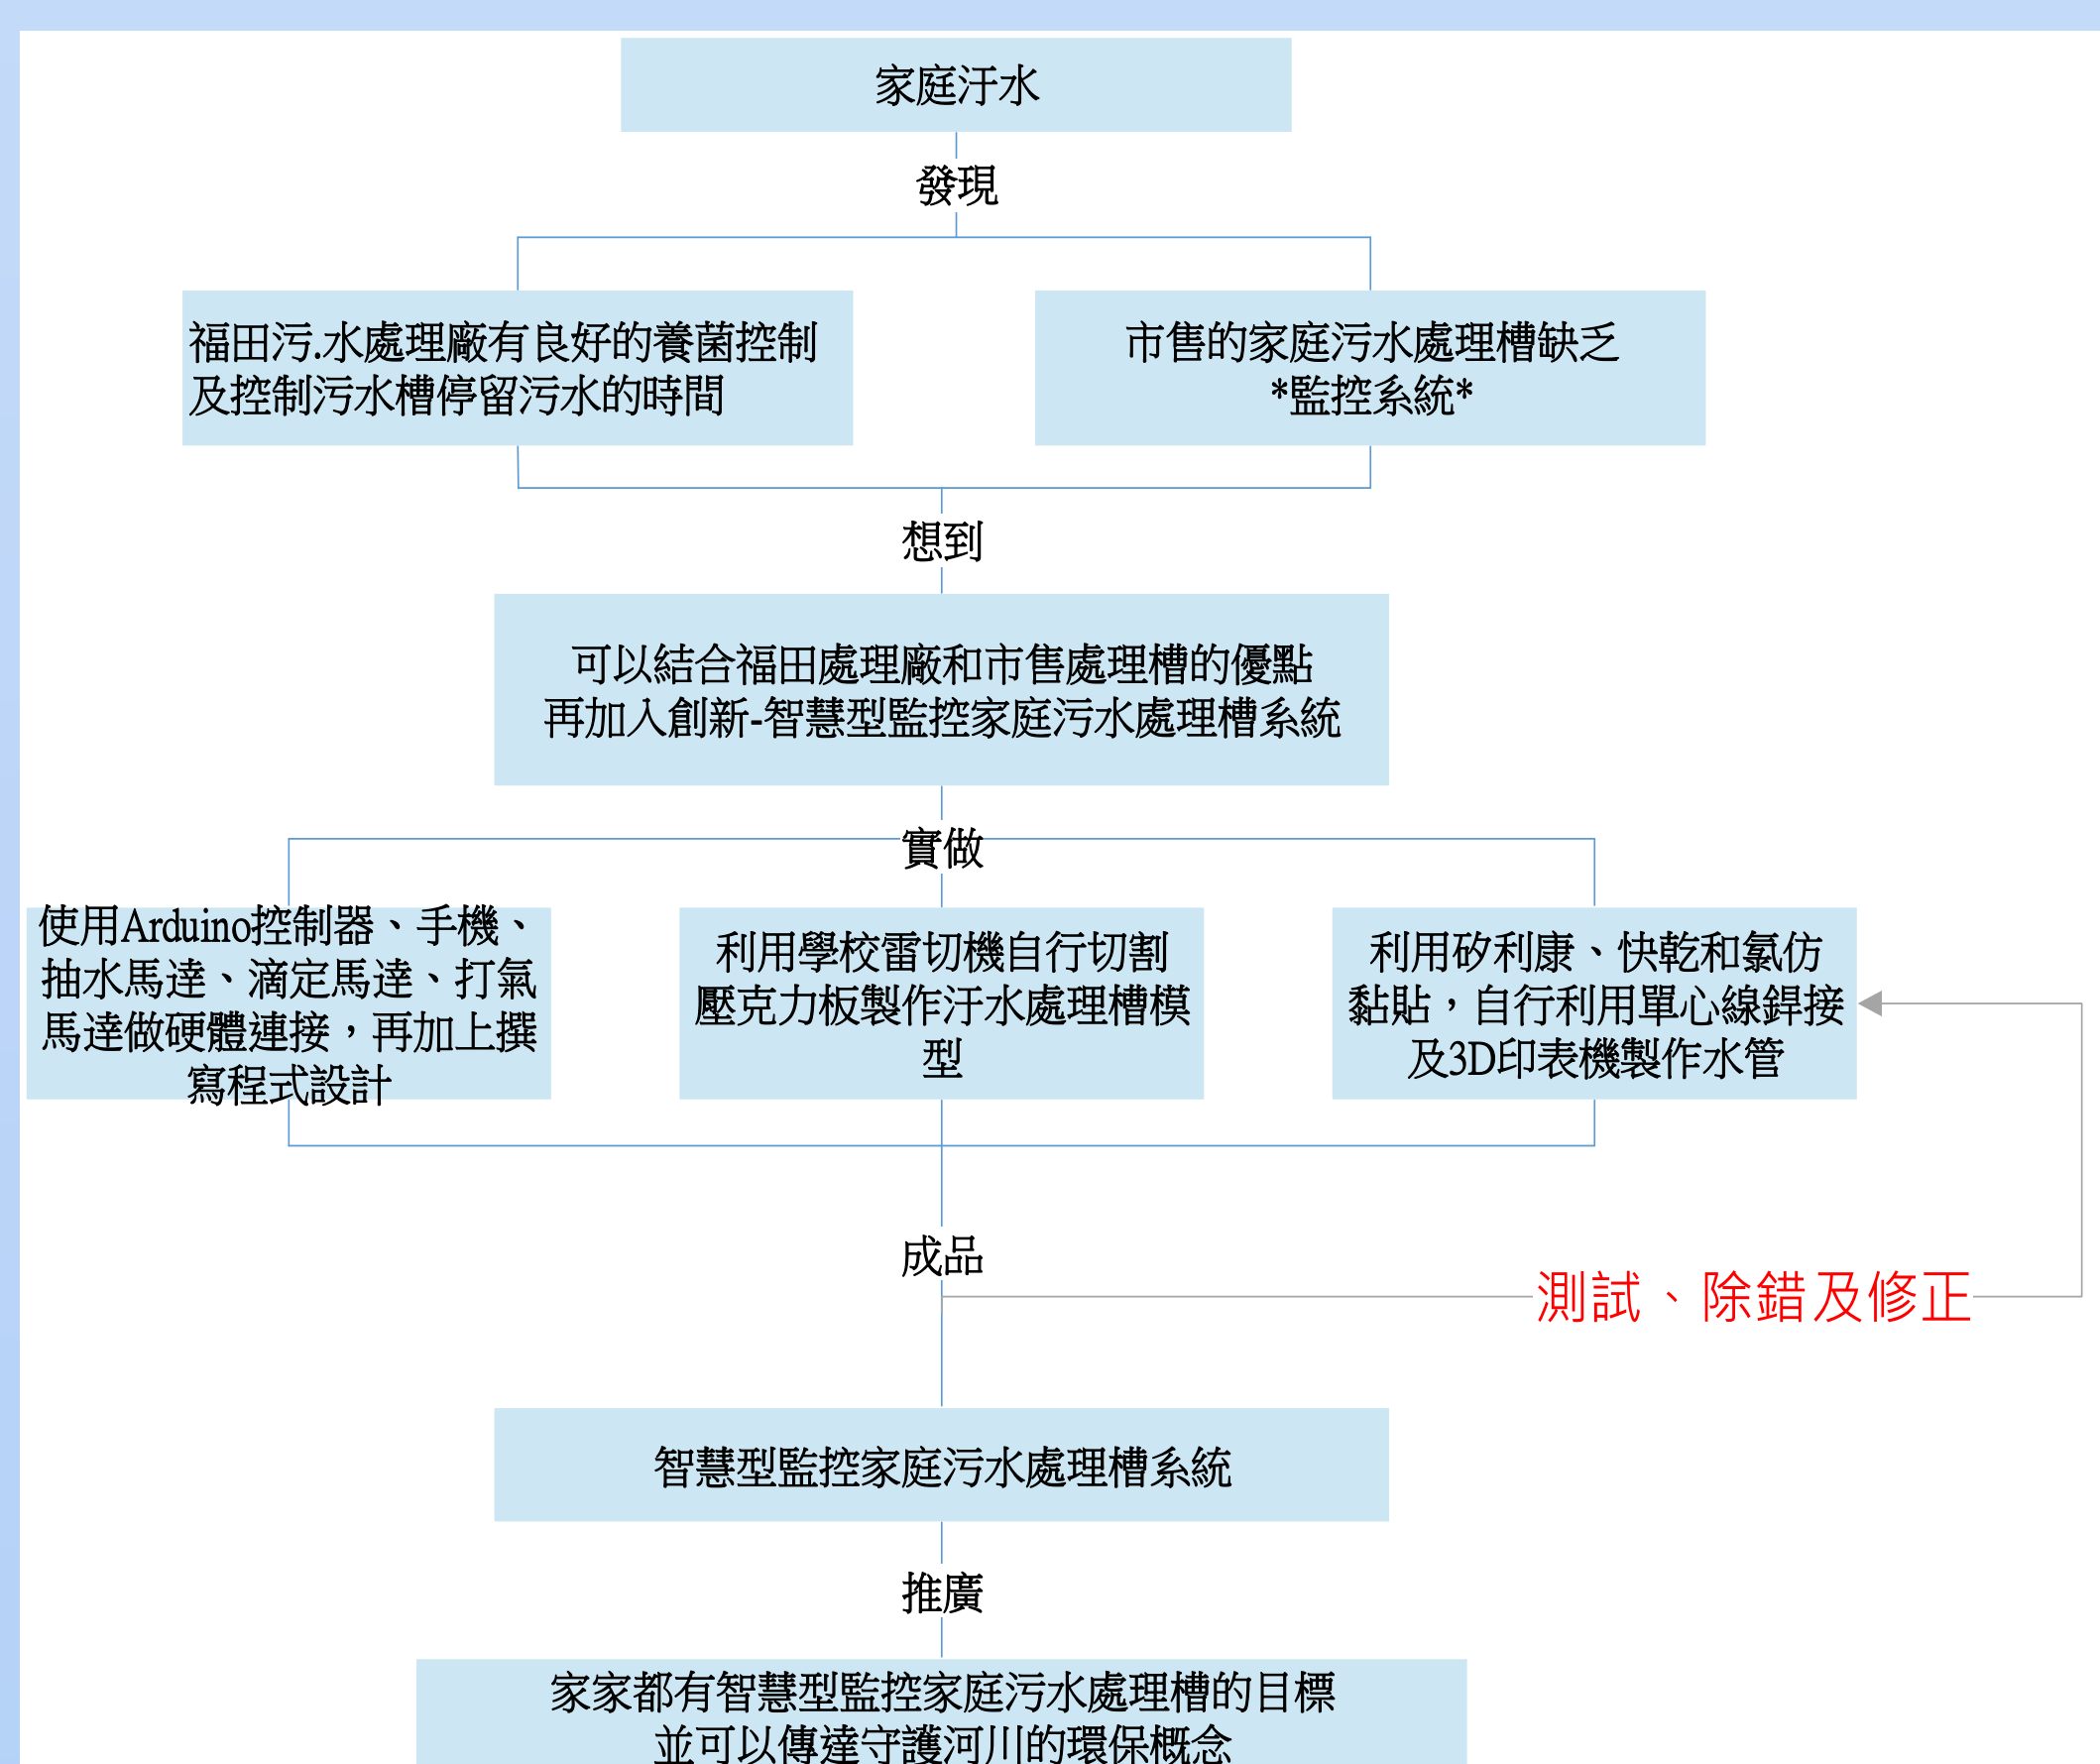 家庭汙水
發現
福田污.水處理廠有良好的養菌控制
及控制污水槽停留污水的時間
市售的家庭污水處理槽缺乏
*監控系統*
想到
可以結合福田處理廠和市售處理槽的優點
再加入創新-智慧型監控家庭污水處理槽系統
實做
使用Arduino控制器、手機、
抽水馬達、滴定馬達、打氣
馬達做硬體連接，再加上撰
寫程式設計
利用學校雷切機自行切割
壓克力板製作汙水處理槽模
型
利用矽利康、快乾和氯仿
黏貼，自行利用單心線銲接
及3D印表機製作水管
成品
測試、除錯及修正
智慧型監控家庭污水處理槽系統
推廣
家家都有智慧型監控家庭污水處理槽的目標
並可以傳達守護河川的環保概念